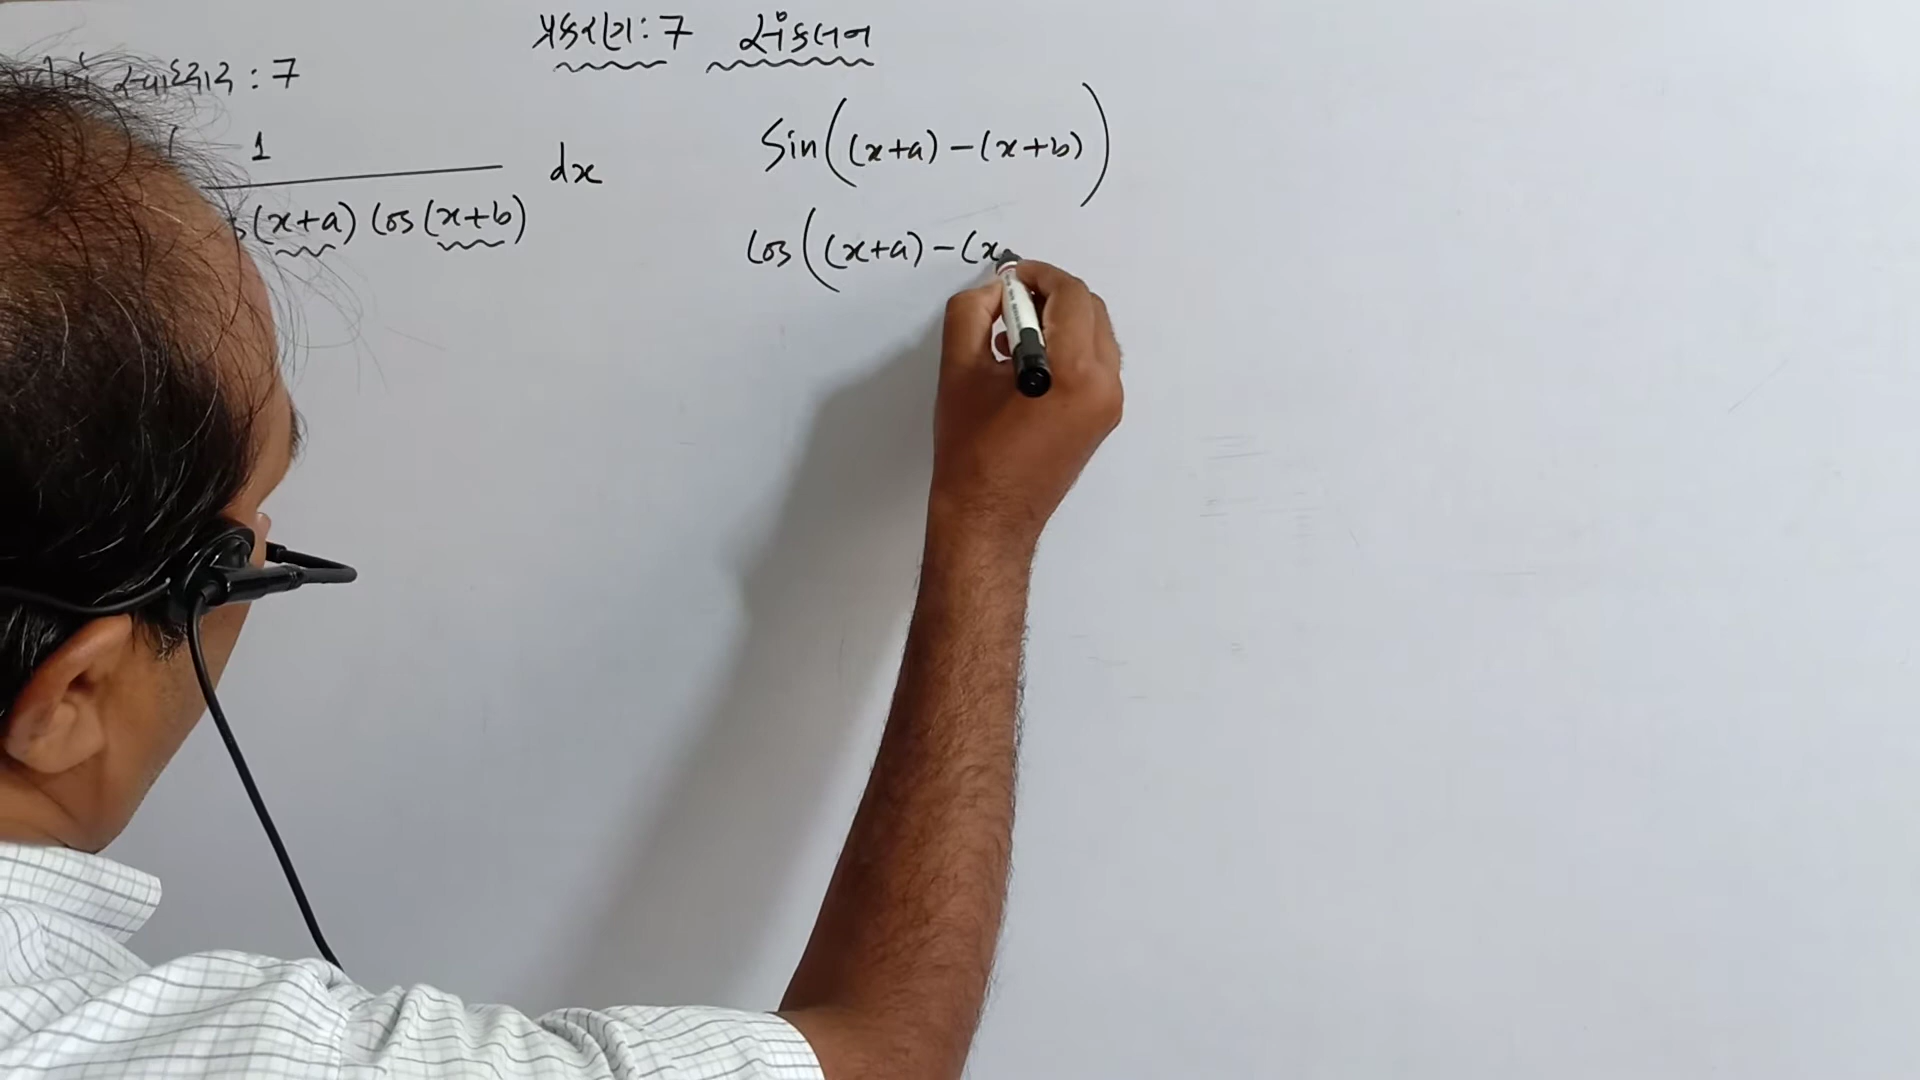 પ્રકરણ : 7 સંકલન
સ્વાધ્યાય : 7
1
(x+a) Cos (x+b) dx
Sin((x+a) – (x+b))
Cos((x+a) – (x